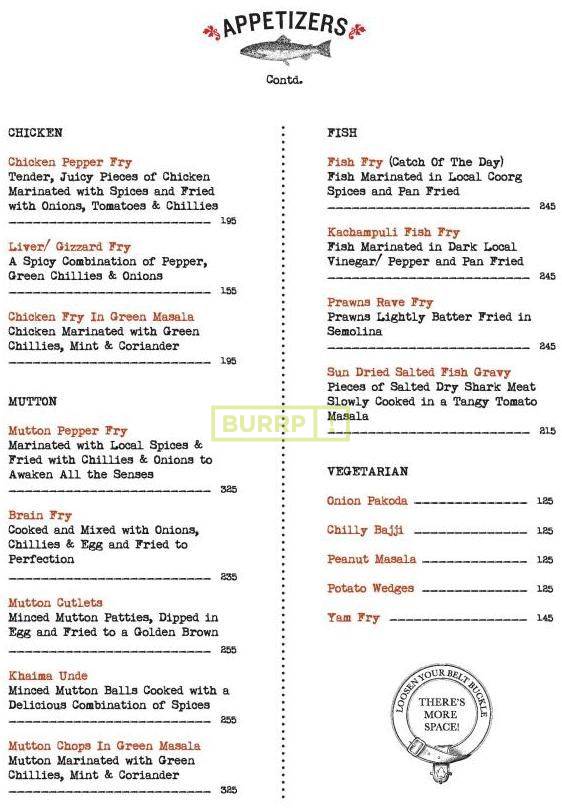 APPETIZERS
Contd.
CHICKEN
Chicken Pepper Fry
Tender, Juicy Pieces of Chicken
Marinated with Spices and Fried
with Onions, Tomatoes & Chillies
195
Liver/ Gizzard Fry
A Spicy Combination of Pepper,
Green Chillies & Onions
155
Chicken Fry In Green Masala
Chicken Marinated with Green
Chillies, Mint & Coriander
195
MUTTON
Mutton Pepper Fry
Marinated with Local Spices &
Fried with Chillies & Onions to
Awaken All the Senses
325
Brain Fry
Cooked and Mixed with Onions,
Chillies & Egg and Fried to
Perfection
235
Mutton Cutlets
Minced Mutton Patties, Dipped in
Egg and Fried to a Golden Brown
255
Khaima Unde
Minced Mutton Balls Cooked with a
Delicious Combination of Spices
255
Mutton Chops In Green Masala
Mutton Marinated with Green
Chillies, Mint & Coriander
325
FISH
Fish Fry (Catch Of The Day)
Fish Marinated in Local Coorg
Spices and Pan Fried
245
Kachampuli Fish Fry
Fish Marinated in Dark Local
Vinegar/ Pepper and Pan Fried
245
Prawns Rave Fry
Prawns Lightly Batter Fried in
Semolina
245
Sun Dried Salted Fish Gravy
Pieces of Salted Dry Shark Meat
Slowly Cooked in a Tangy Tomato
Masala
215
VEGETARIAN
Onion Pakoda 125
Chilly Bajji 125
Peanut Masala 125
Potato Wedges 125
Yam Fry 145
LOOSEN YOUR BELT BUCKLE
THERE'S
MORE
SPACE!
BURRP!